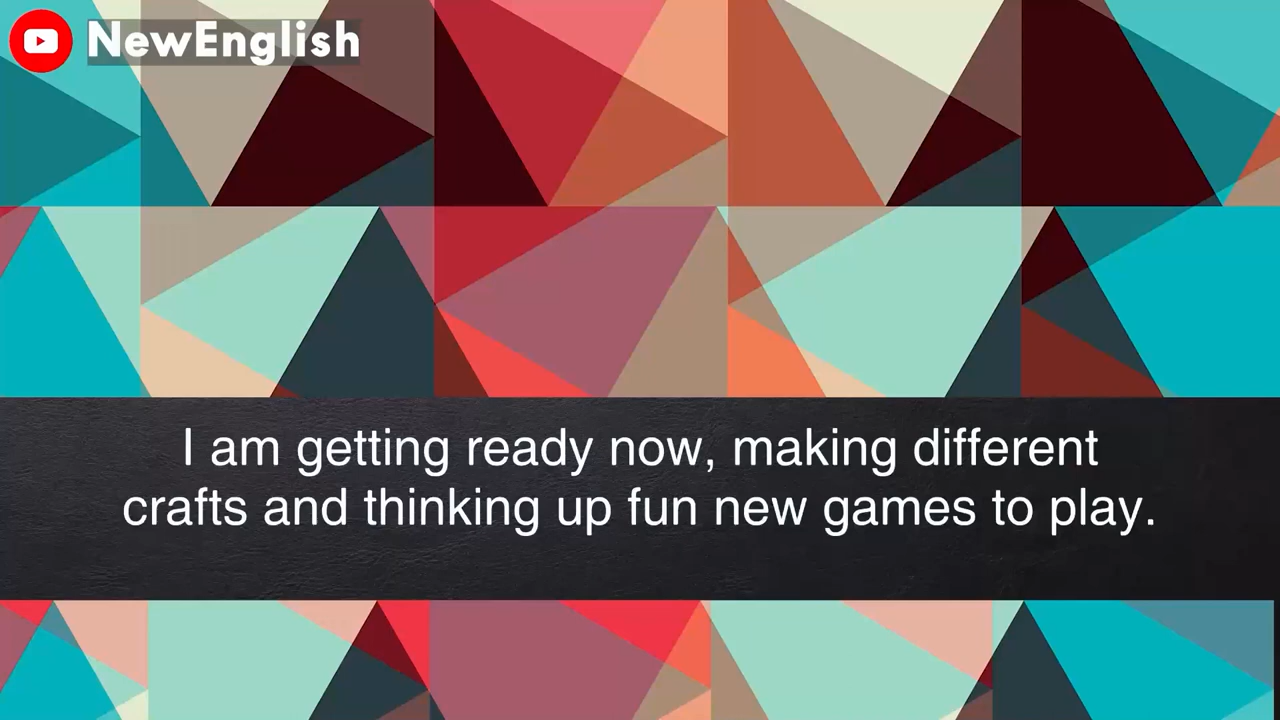 NewEnglish
I am getting ready now, making different
crafts and thinking up fun new games to play.